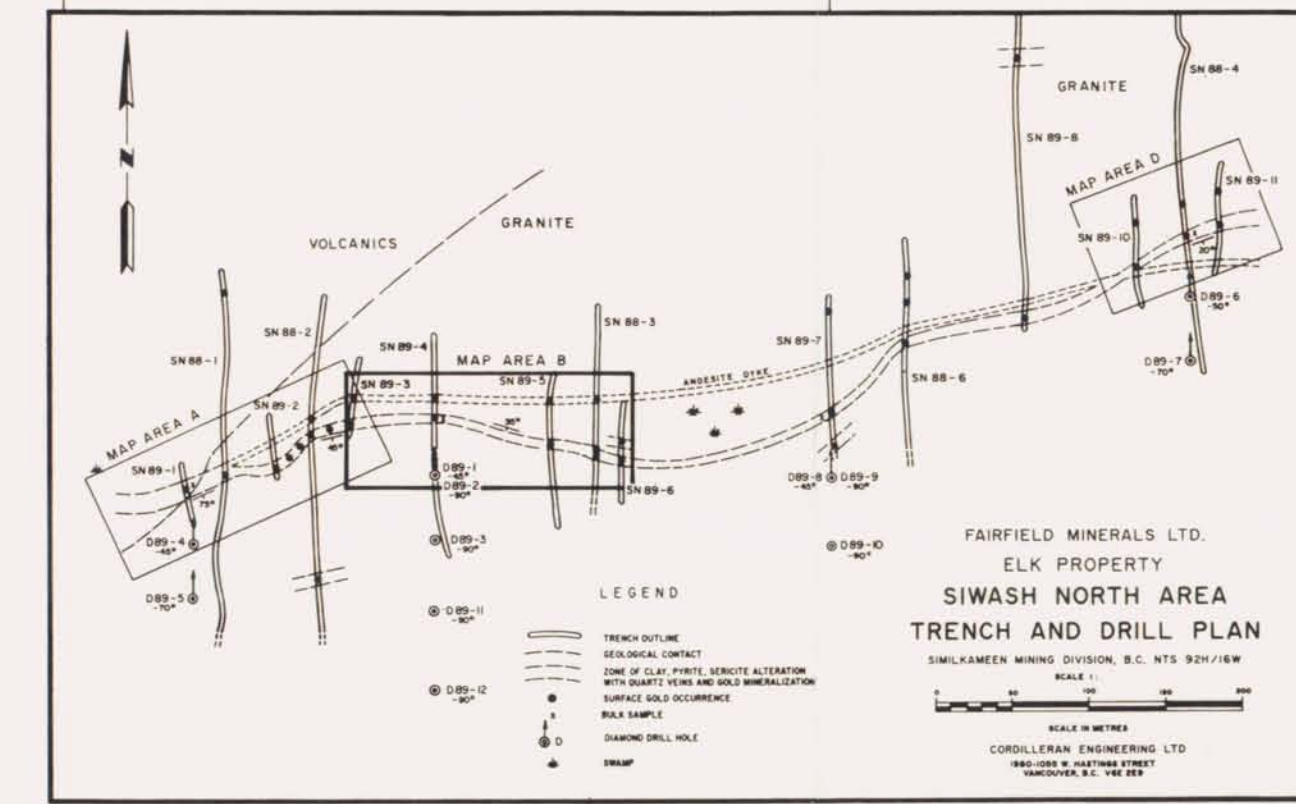 N
VOLCANICS
GRANITE
GRANITE
SN 88-4
SN 89-8
MAP AREA D
SN 89-11
SN 89-10
20°
D89-6
-50°
D89-7
-70°
SN 88-1
SN 88-2
SN 89-4
SN 88-3
MAP AREA B
SN 89-3
SN 89-5
SN 89-7
ANDESITE DYKE
SN 88-6
SN 89-2
MAP AREA A
SN 89-1
75°
D89-1
-45°
D89-2
-90°
SN 89-6
D89-8
-45°
D89-9
-90°
D89-4
-45°
D89-3
-90°
D89-10
-90°
D89-5
-70°
D89-11
-90°
D89-12
-90°
LEGEND
TRENCH OUTLINE
GEOLOGICAL CONTACT
ZONE OF CLAY, PYRITE, SERICITE ALTERATION
WITH QUARTZ VEINS AND GOLD MINERALIZATION
SURFACE GOLD OCCURRENCE
BULK SAMPLE
D
DIAMOND DRILL HOLE
SWAMP
FAIRFIELD MINERALS LTD.
ELK PROPERTY
SIWASH NORTH AREA
TRENCH AND DRILL PLAN
SIMILKAMEEN MINING DIVISION, B.C. NTS 92H/16W
SCALE 1:
0 50 100 150 200
SCALE IN METRES
CORDILLERAN ENGINEERING LTD
1980-1055 W. HASTINGS STREET
VANCOUVER, B.C. V6E 2E9